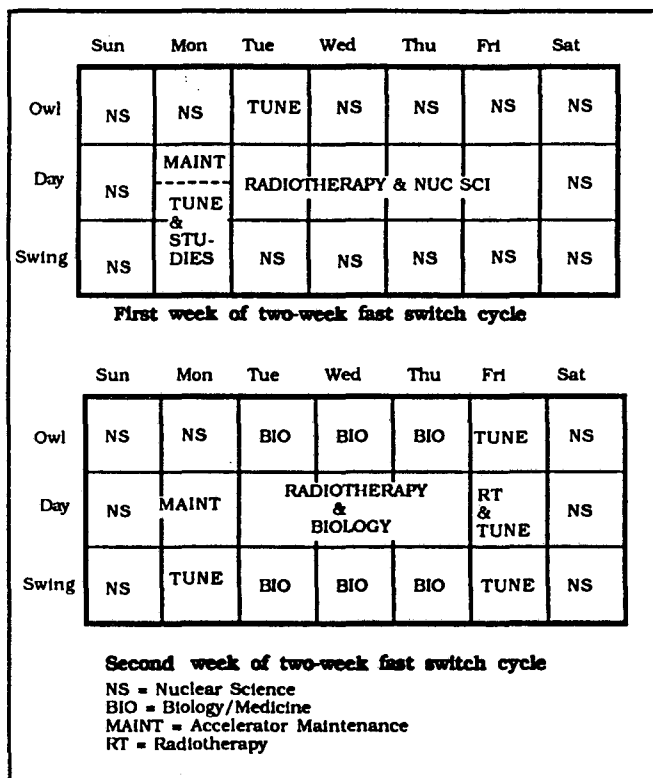 Sun Mon Tue Wed Thu Fri Sat
Owl NS NS TUNE NS NS NS NS
Day NS MAINT RADIOTHERAPY & NUC SCI NS
TUNE
&
STU-
DIES
Swing NS NS NS NS NS NS
First week of two-week fast switch cycle
Sun Mon Tue Wed Thu Fri Sat
Owl NS NS BIO BIO BIO TUNE NS
Day NS MAINT RADIOTHERAPY
&
BIOLOGY
RT
&
TUNE
NS
Swing NS TUNE BIO BIO BIO TUNE NS
Second week of two-week fast switch cycle
NS = Nuclear Science
BIO = Biology/Medicine
MAINT = Accelerator Maintenance
RT = Radiotherapy